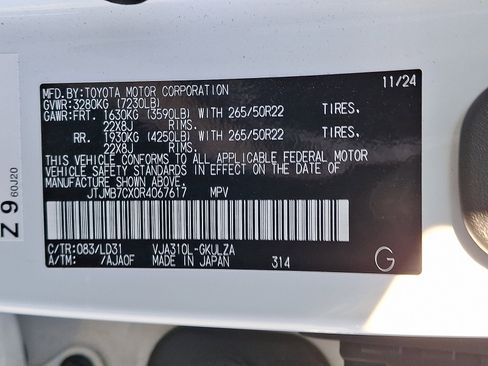 MFD.BY:TOYOTA MOTOR CORPORATION 11/24
GVWR:3280KG (7230LB)
GAWR:FRT. 1630KG (3590LB) WITH 265/50R22 TIRES.
22X8J RIMS.
RR. 1930KG (4250LB) WITH 265/50R22 TIRES.
22X8J RIMS.
THIS VEHICLE CONFORMS TO ALL APPLICABLE FEDERAL MOTOR
VEHICLE SAFETY STANDARDS IN EFFECT ON THE DATE OF
MANUFACTURE SHOWN ABOVE.
JTJMB7CX0R4067617 MPV
C/TR:083/LD31 VJA310L-GKULZA
A/TM: /AJA0F MADE IN JAPAN 314 G
Z 9 60J20